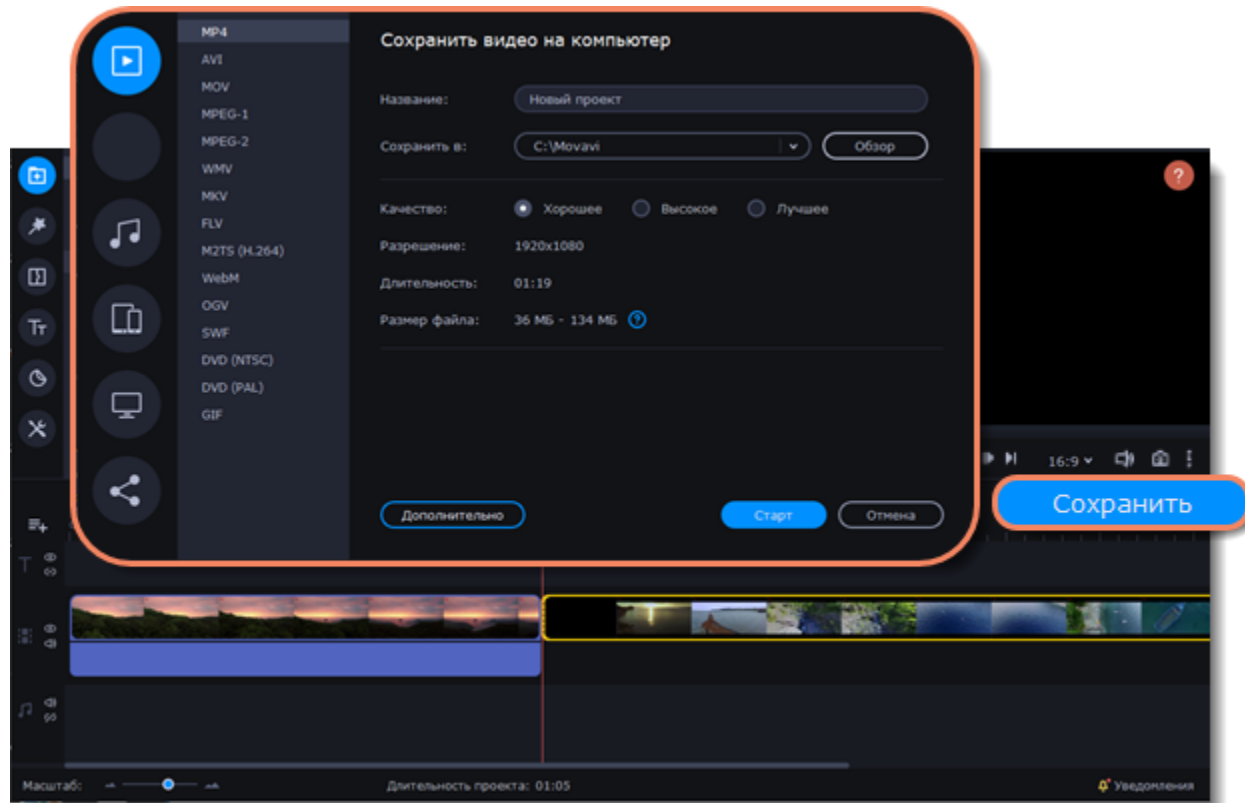 MP4
AVI
MOV
MPEG-1
MPEG-2
WMV
MKV
FLV
M2TS (H.264)
WebM
OGV
SWF
DVD (NTSC)
DVD (PAL)
GIF
Сохранить видео на компьютер
Название: Новый проект
Сохранить в: C:\Movavi Обзор
Качество: Хорошее Высокое Лучшее
Разрешение: 1920x1080
Длительность: 01:19
Размер файла: 36 МБ - 134 МБ ?
Дополнительно Старт Отмена
?
Tт
16:9
Сохранить
T
Масштаб: Длительность проекта: 01:05 Уведомления